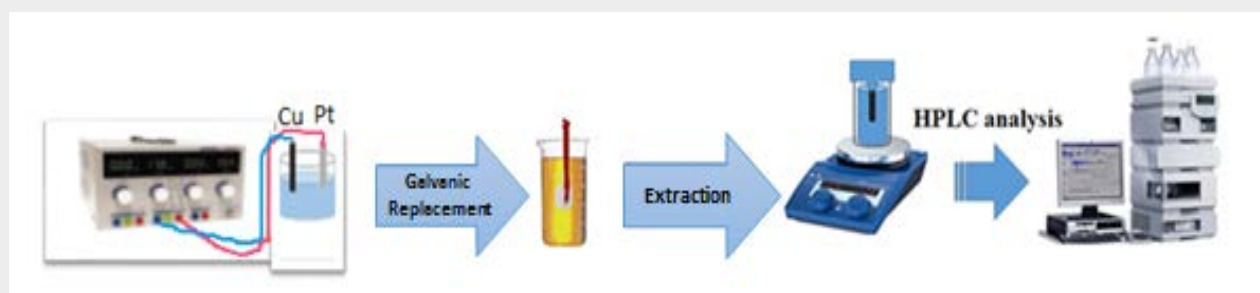 Cu Pt
Galvanic
Replacement
Extraction
HPLC analysis